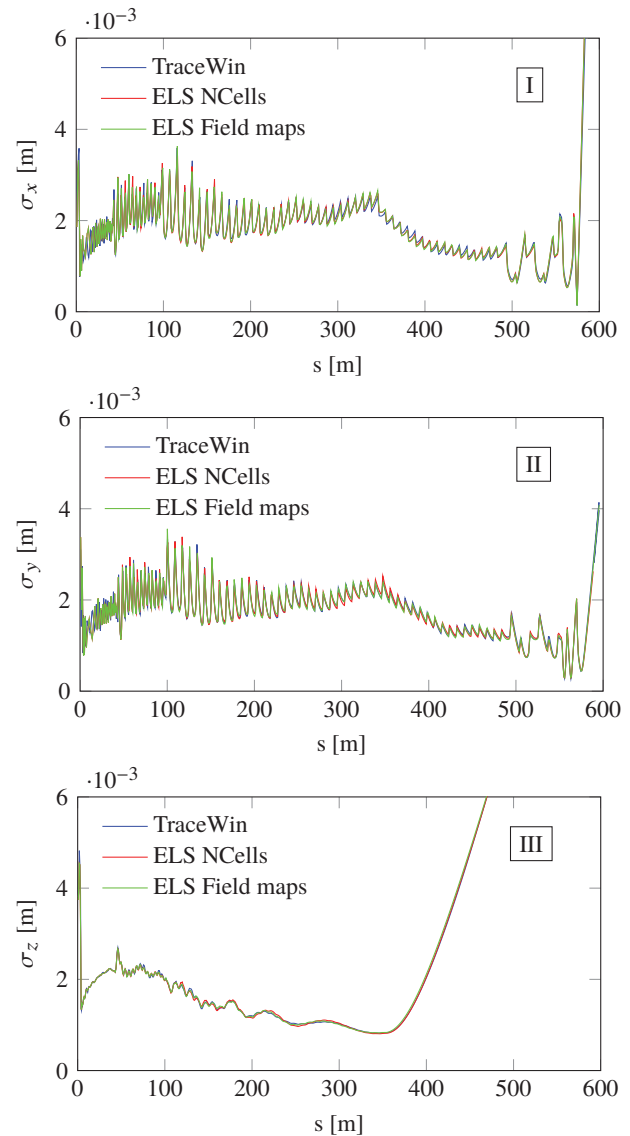 ·10⁻³
6
4
2
0
σx [m]
TraceWin
ELS NCells
ELS Field maps
I
0 100 200 300 400 500 600
s [m]
·10⁻³
6
4
2
0
σy [m]
TraceWin
ELS NCells
ELS Field maps
II
0 100 200 300 400 500 600
s [m]
·10⁻³
6
4
2
0
σz [m]
TraceWin
ELS NCells
ELS Field maps
III
0 100 200 300 400 500 600
s [m]